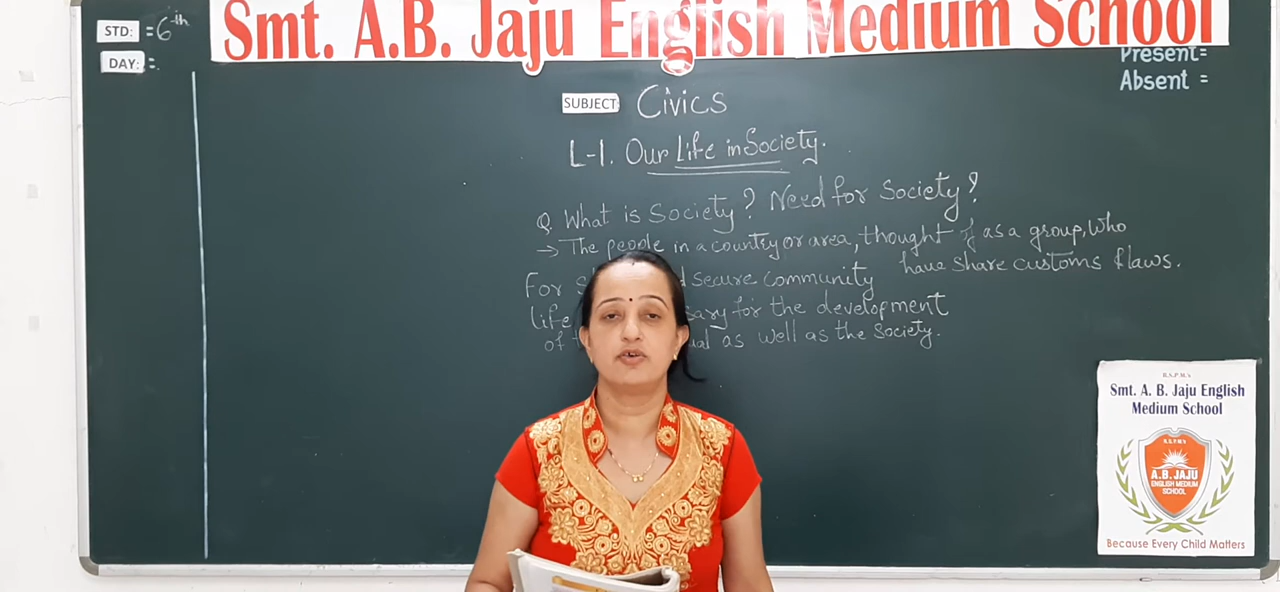 Smt. A.B. Jaju English Medium School
STD: = 6th
DAY: =
Present=
Absent =
SUBJECT: Civics
L-1. Our Life in Society.
Q. What is Society? Need for Society?
→ The people in a country or area, thought of as a group, who
have share customs & laws.
For secure community
life for the development
of as well as the society.
B.S.P.M's
Smt. A. B. Jaju English
Medium School
A.B. JAJU
ENGLISH MEDIUM
SCHOOL
Because Every Child Matters